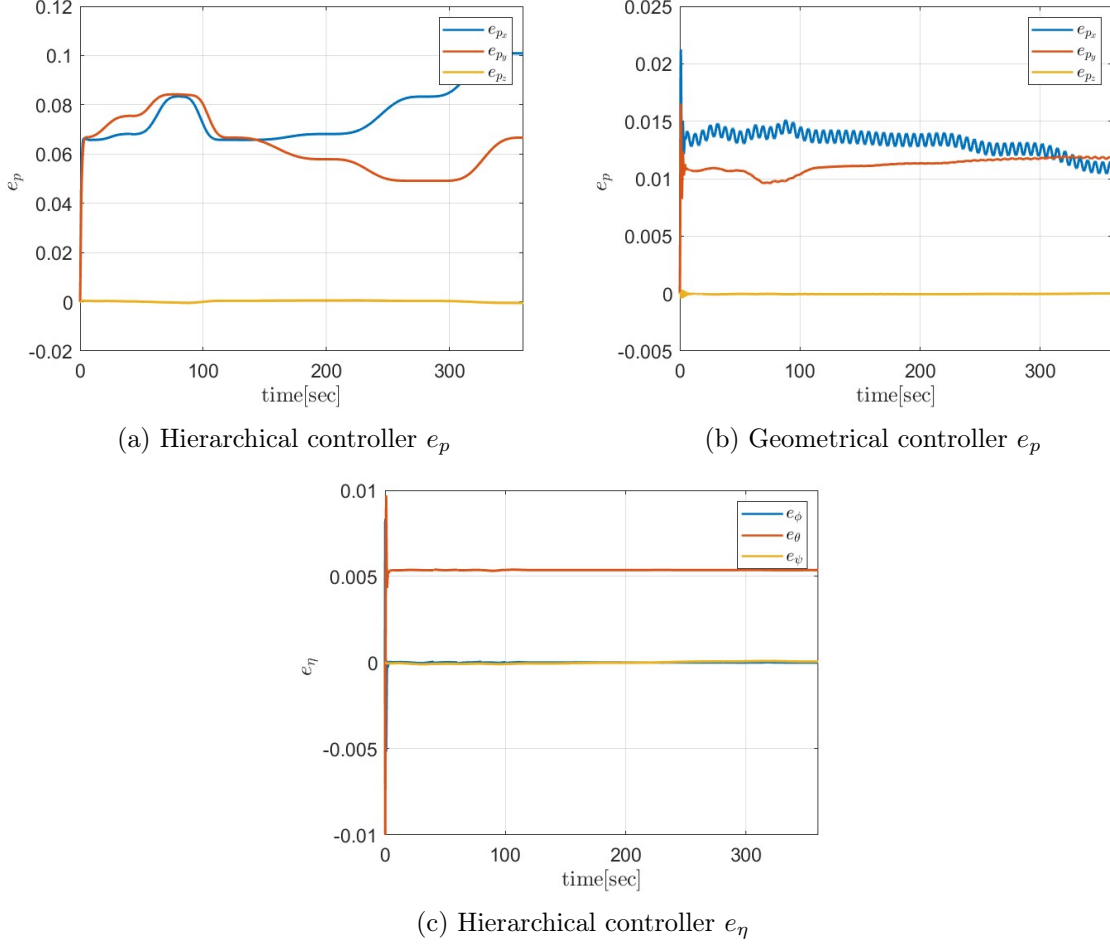 0.12
0.1
0.08
0.06
0.04
0.02
0
-0.02
e_p
0
100
200
300
time[sec]
e_{p_x}
e_{p_y}
e_{p_z}
(a) Hierarchical controller e_p
0.025
0.02
0.015
0.01
0.005
0
-0.005
e_p
0
100
200
300
time[sec]
e_{p_x}
e_{p_y}
e_{p_z}
(b) Geometrical controller e_p
0.01
0.005
0
-0.005
-0.01
e_η
0
100
200
300
time[sec]
e_ϕ
e_θ
e_ψ
(c) Hierarchical controller e_η